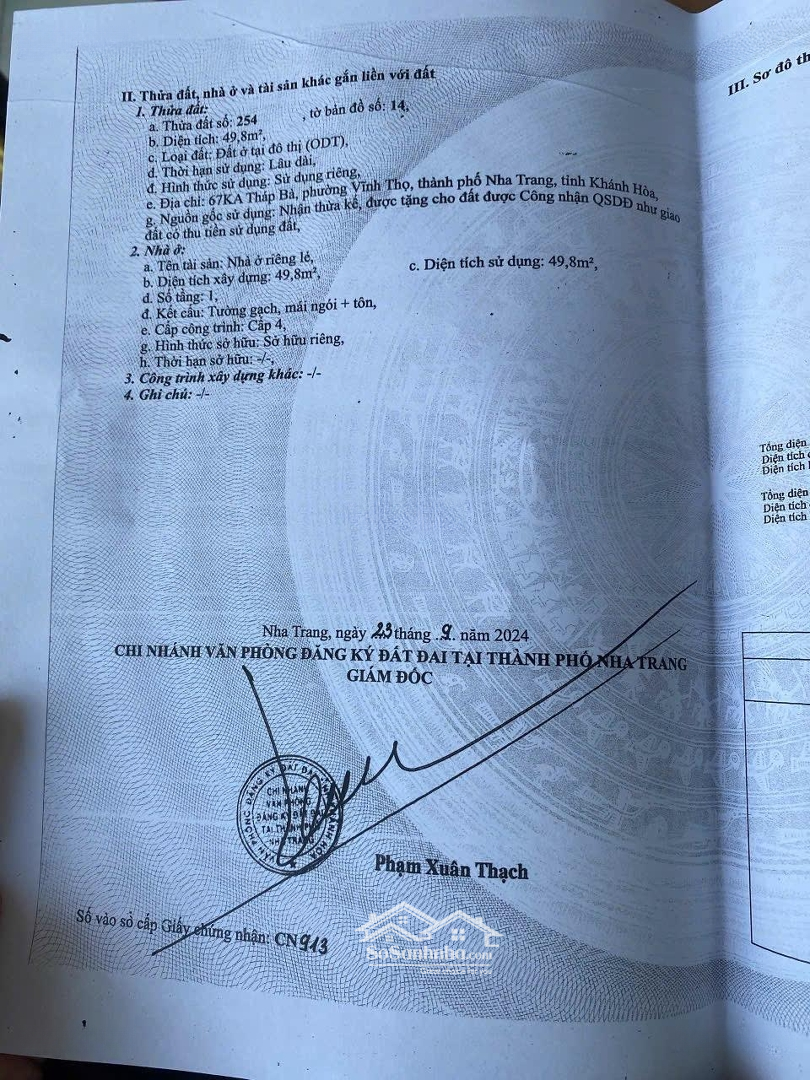 II. Thửa đất, nhà ở và tài sản khác gắn liền với đất
1. Thửa đất:
a. Thửa đất số: 254 , tờ bản đồ số: 14,
b. Diện tích: 49,8m²,
c. Loại đất: Đất ở tại đô thị (ODT),
d. Thời hạn sử dụng: Lâu dài,
đ. Hình thức sử dụng: Sử dụng riêng,
e. Địa chỉ: 67KA Tháp Bà, phường Vĩnh Thọ, thành phố Nha Trang, tỉnh Khánh Hòa,
g. Nguồn gốc sử dụng: Nhận thừa kế, được tặng cho đất được Công nhận QSDĐ như giao
đất có thu tiền sử dụng đất,
2. Nhà ở:
a. Tên tài sản: Nhà ở riêng lẻ,
b. Diện tích xây dựng: 49,8m², c. Diện tích sử dụng: 49,8m²,
d. Số tầng: 1,
đ. Kết cấu: Tường gạch, mái ngói + tôn,
e. Cấp công trình: Cấp 4,
g. Hình thức sở hữu: Sở hữu riêng,
h. Thời hạn sở hữu: -/-,
3. Công trình xây dựng khác: -/-
4. Ghi chú: -/-
Nha Trang, ngày 23 tháng .9. năm 2024
CHI NHÁNH VĂN PHÒNG ĐĂNG KÝ ĐẤT ĐAI TẠI THÀNH PHỐ NHA TRANG
GIÁM ĐỐC
CHI NHÁNH
VĂN PHÒNG
ĐĂNG KÝ ĐẤT
Phạm Xuân Thạch
Số vào sổ cấp Giấy chứng nhận: CN 913
SoSanhnha.com
III. Sơ đồ th
Tổng diện
Diện tích
Diện tích
Tổng diện
Diện tích
Diện tích